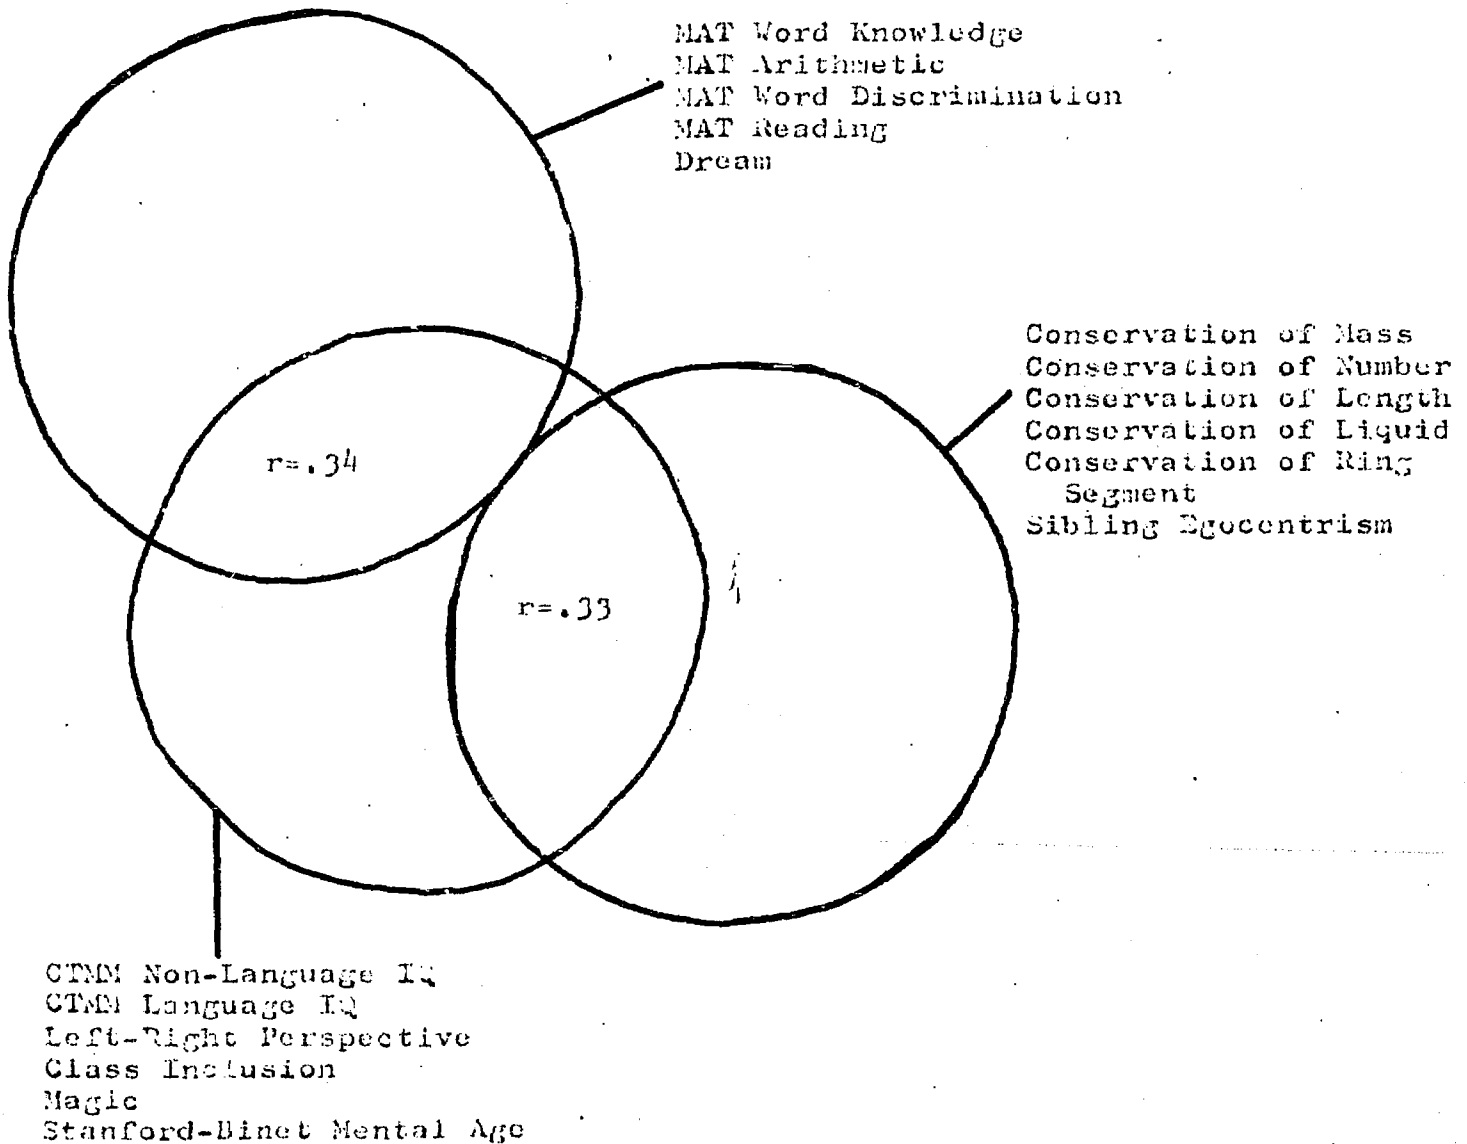 MAT Word Knowledge
MAT Arithmetic
MAT Word Discrimination
MAT Reading
Dream
Conservation of Mass
Conservation of Number
Conservation of Length
Conservation of Liquid
Conservation of Ring
Segment
Sibling Egocentrism
r=.34
r=.33
CTMM Non-Language IQ
CTMM Language IQ
Left-Right Perspective
Class Inclusion
Magic
Stanford-Binet Mental Age